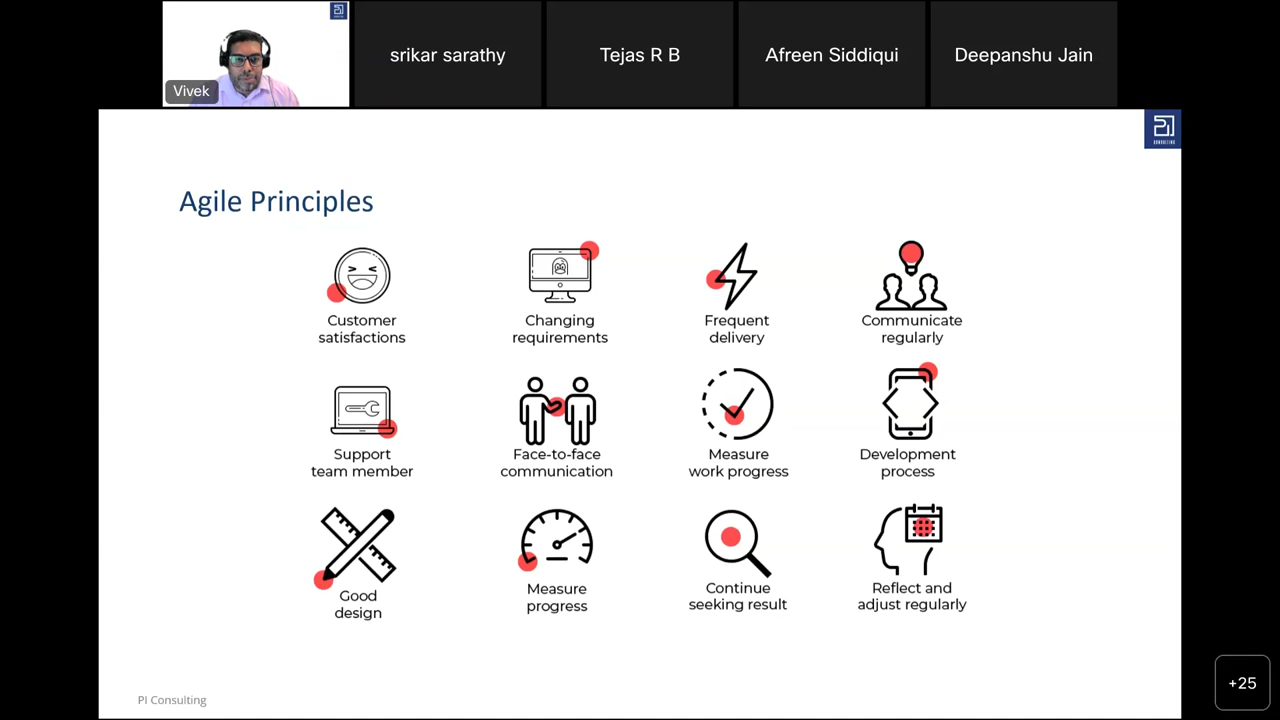 Vivek
srikar sarathy
Tejas R B
Afreen Siddiqui
Deepanshu Jain
CONSULTING
Agile Principles
Customer
satisfactions
Changing
requirements
Frequent
delivery
Communicate
regularly
Support
team member
Face-to-face
communication
Measure
work progress
Development
process
Good
design
Measure
progress
Continue
seeking result
Reflect and
adjust regularly
PI Consulting
+25